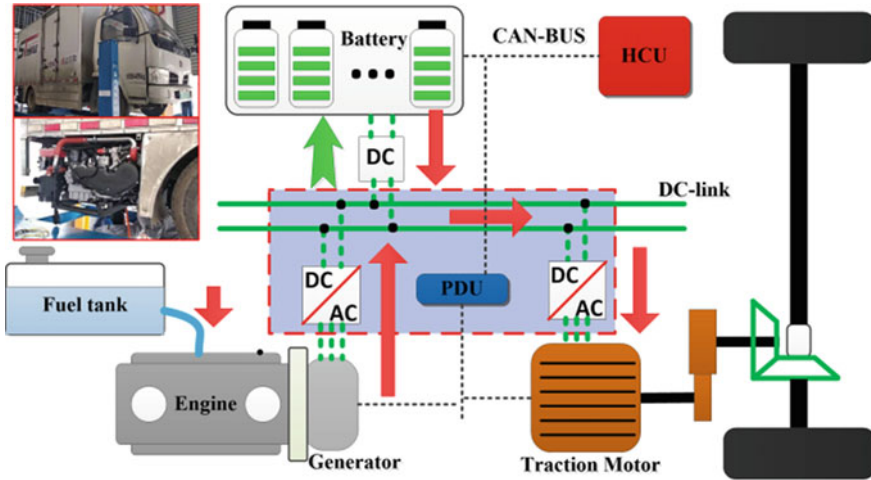 Battery
CAN-BUS
HCU
DC
DC-link
DC
AC
PDU
DC
AC
Fuel tank
Engine
Generator
Traction Motor